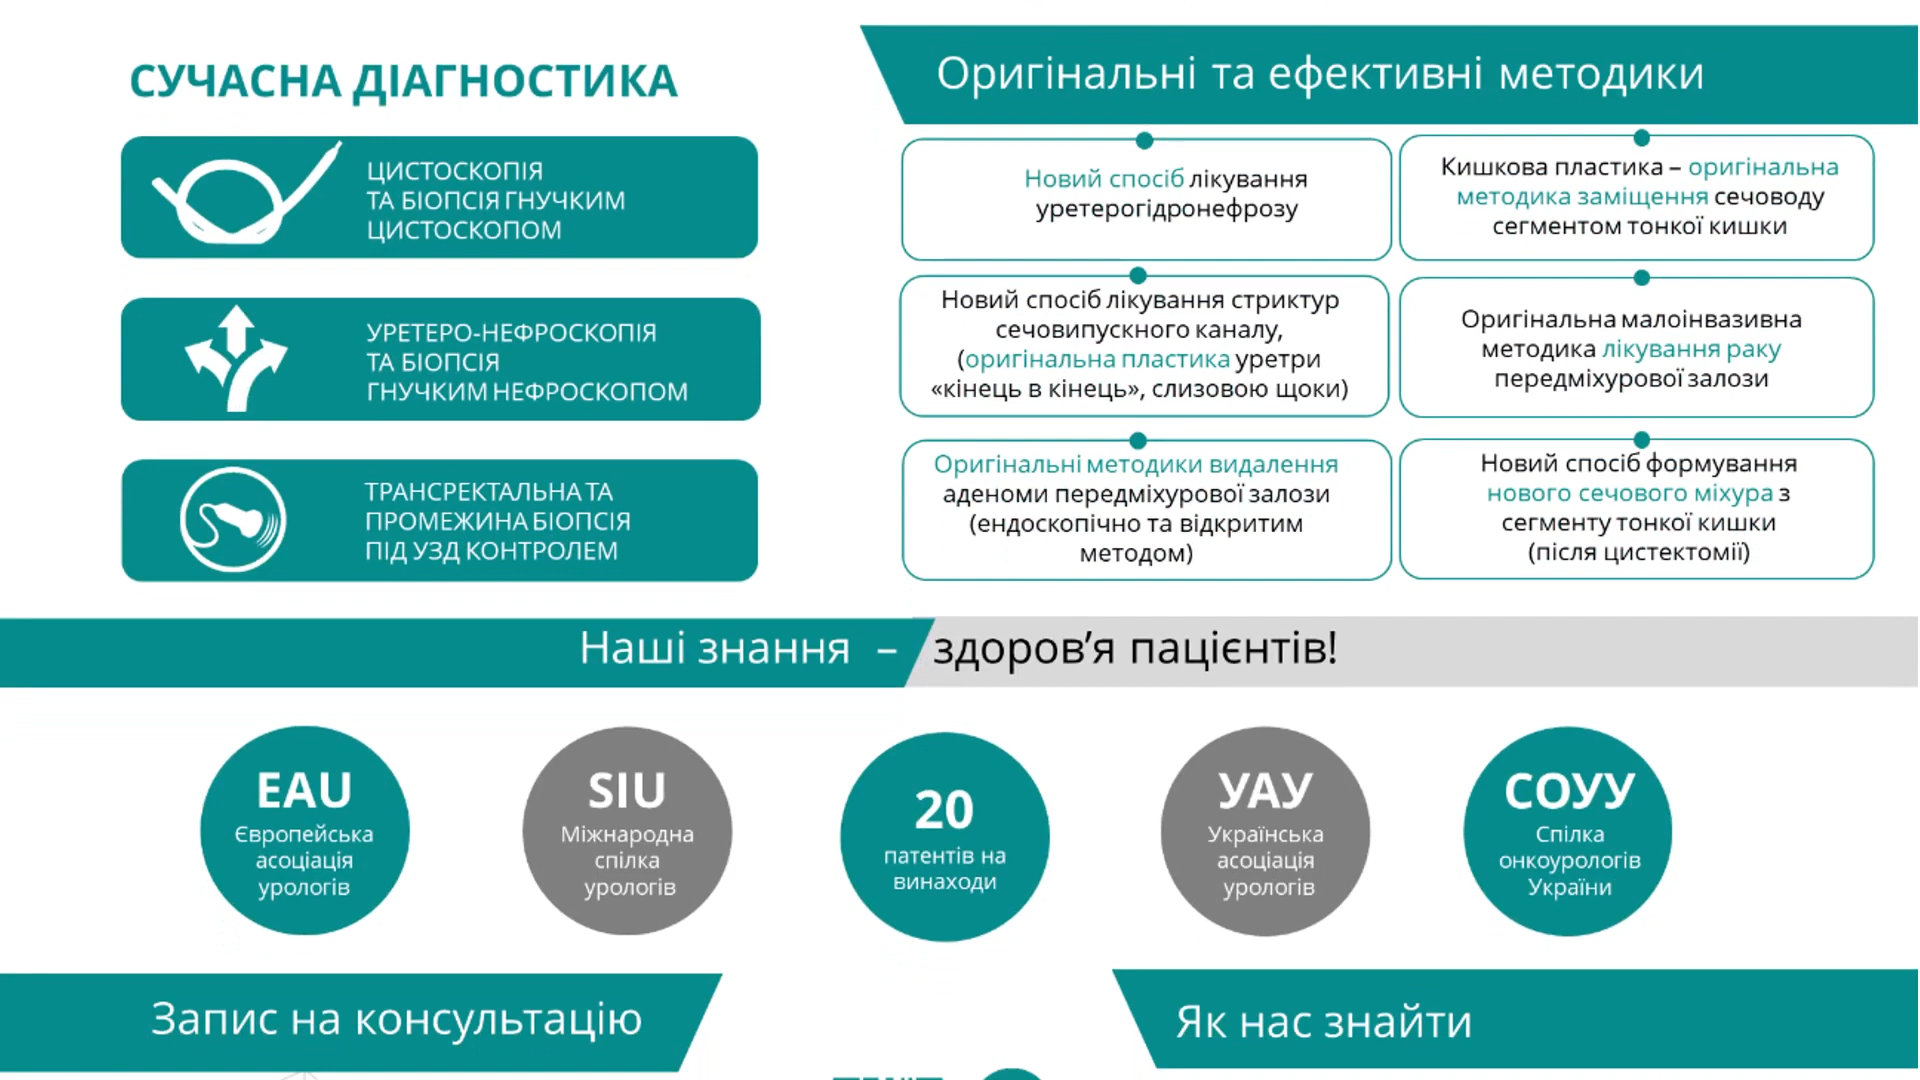 СУЧАСНА ДІАГНОСТИКА
ЦИСТОСКОПІЯ
ТА БІОПСІЯ ГНУЧКИМ
ЦИСТОСКОПОМ
УРЕТЕРО-НЕФРОСКОПІЯ
ТА БІОПСІЯ
ГНУЧКИМ НЕФРОСКОПОМ
ТРАНСРЕКТАЛЬНА ТА
ПРОМЕЖИНА БІОПСІЯ
ПІД УЗД КОНТРОЛЕМ
Оригінальні та ефективні методики
Новий спосіб лікування
уретерогідронефрозу
Кишкова пластика – оригінальна
методика заміщення сечоводу
сегментом тонкої кишки
Новий спосіб лікування стриктур
сечовипускного каналу,
(оригінальна пластика уретри
«кінець в кінець», слизовою щоки)
Оригінальна малоінвазивна
методика лікування раку
передміхурової залози
Оригінальні методики видалення
аденоми передміхурової залози
(ендоскопічно та відкритим
методом)
Новий спосіб формування
нового сечового міхура з
сегменту тонкої кишки
(після цистектомії)
Наші знання – здоров’я пацієнтів!
EAU
Європейська
асоціація
урологів
SIU
Міжнародна
спілка
урологів
20
патентів на
винаходи
УАУ
Українська
асоціація
урологів
СОУУ
Спілка
онкоурологів
України
Запис на консультацію
Як нас знайти